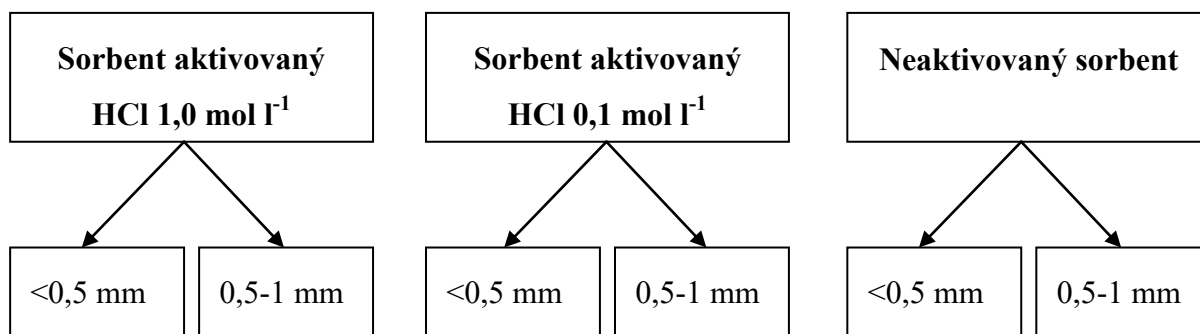 Sorbent aktivovaný
HCl 1,0 mol l⁻¹
Sorbent aktivovaný
HCl 0,1 mol l⁻¹
Neaktivovaný sorbent
<0,5 mm
0,5-1 mm
<0,5 mm
0,5-1 mm
<0,5 mm
0,5-1 mm